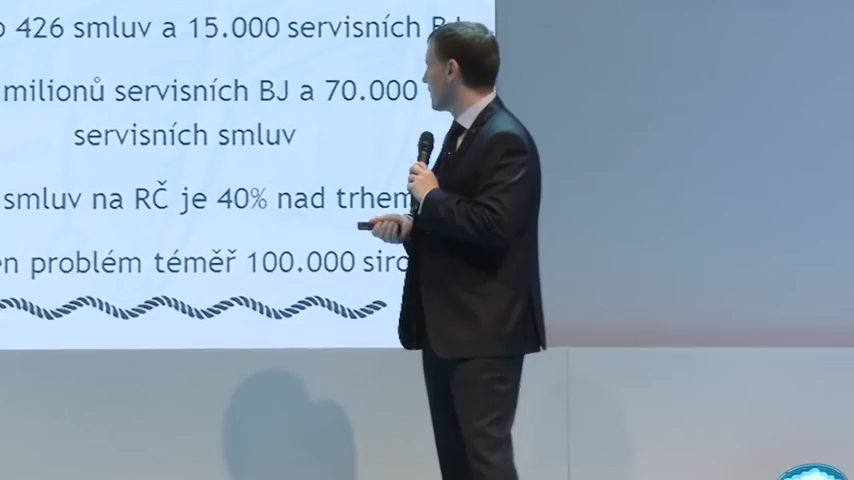 426 smluv a 15.000 servisních BJ
milionů servisních BJ a 70.000
servisních smluv
smluv na RČ je 40% nad trhem
problém téměř 100.000